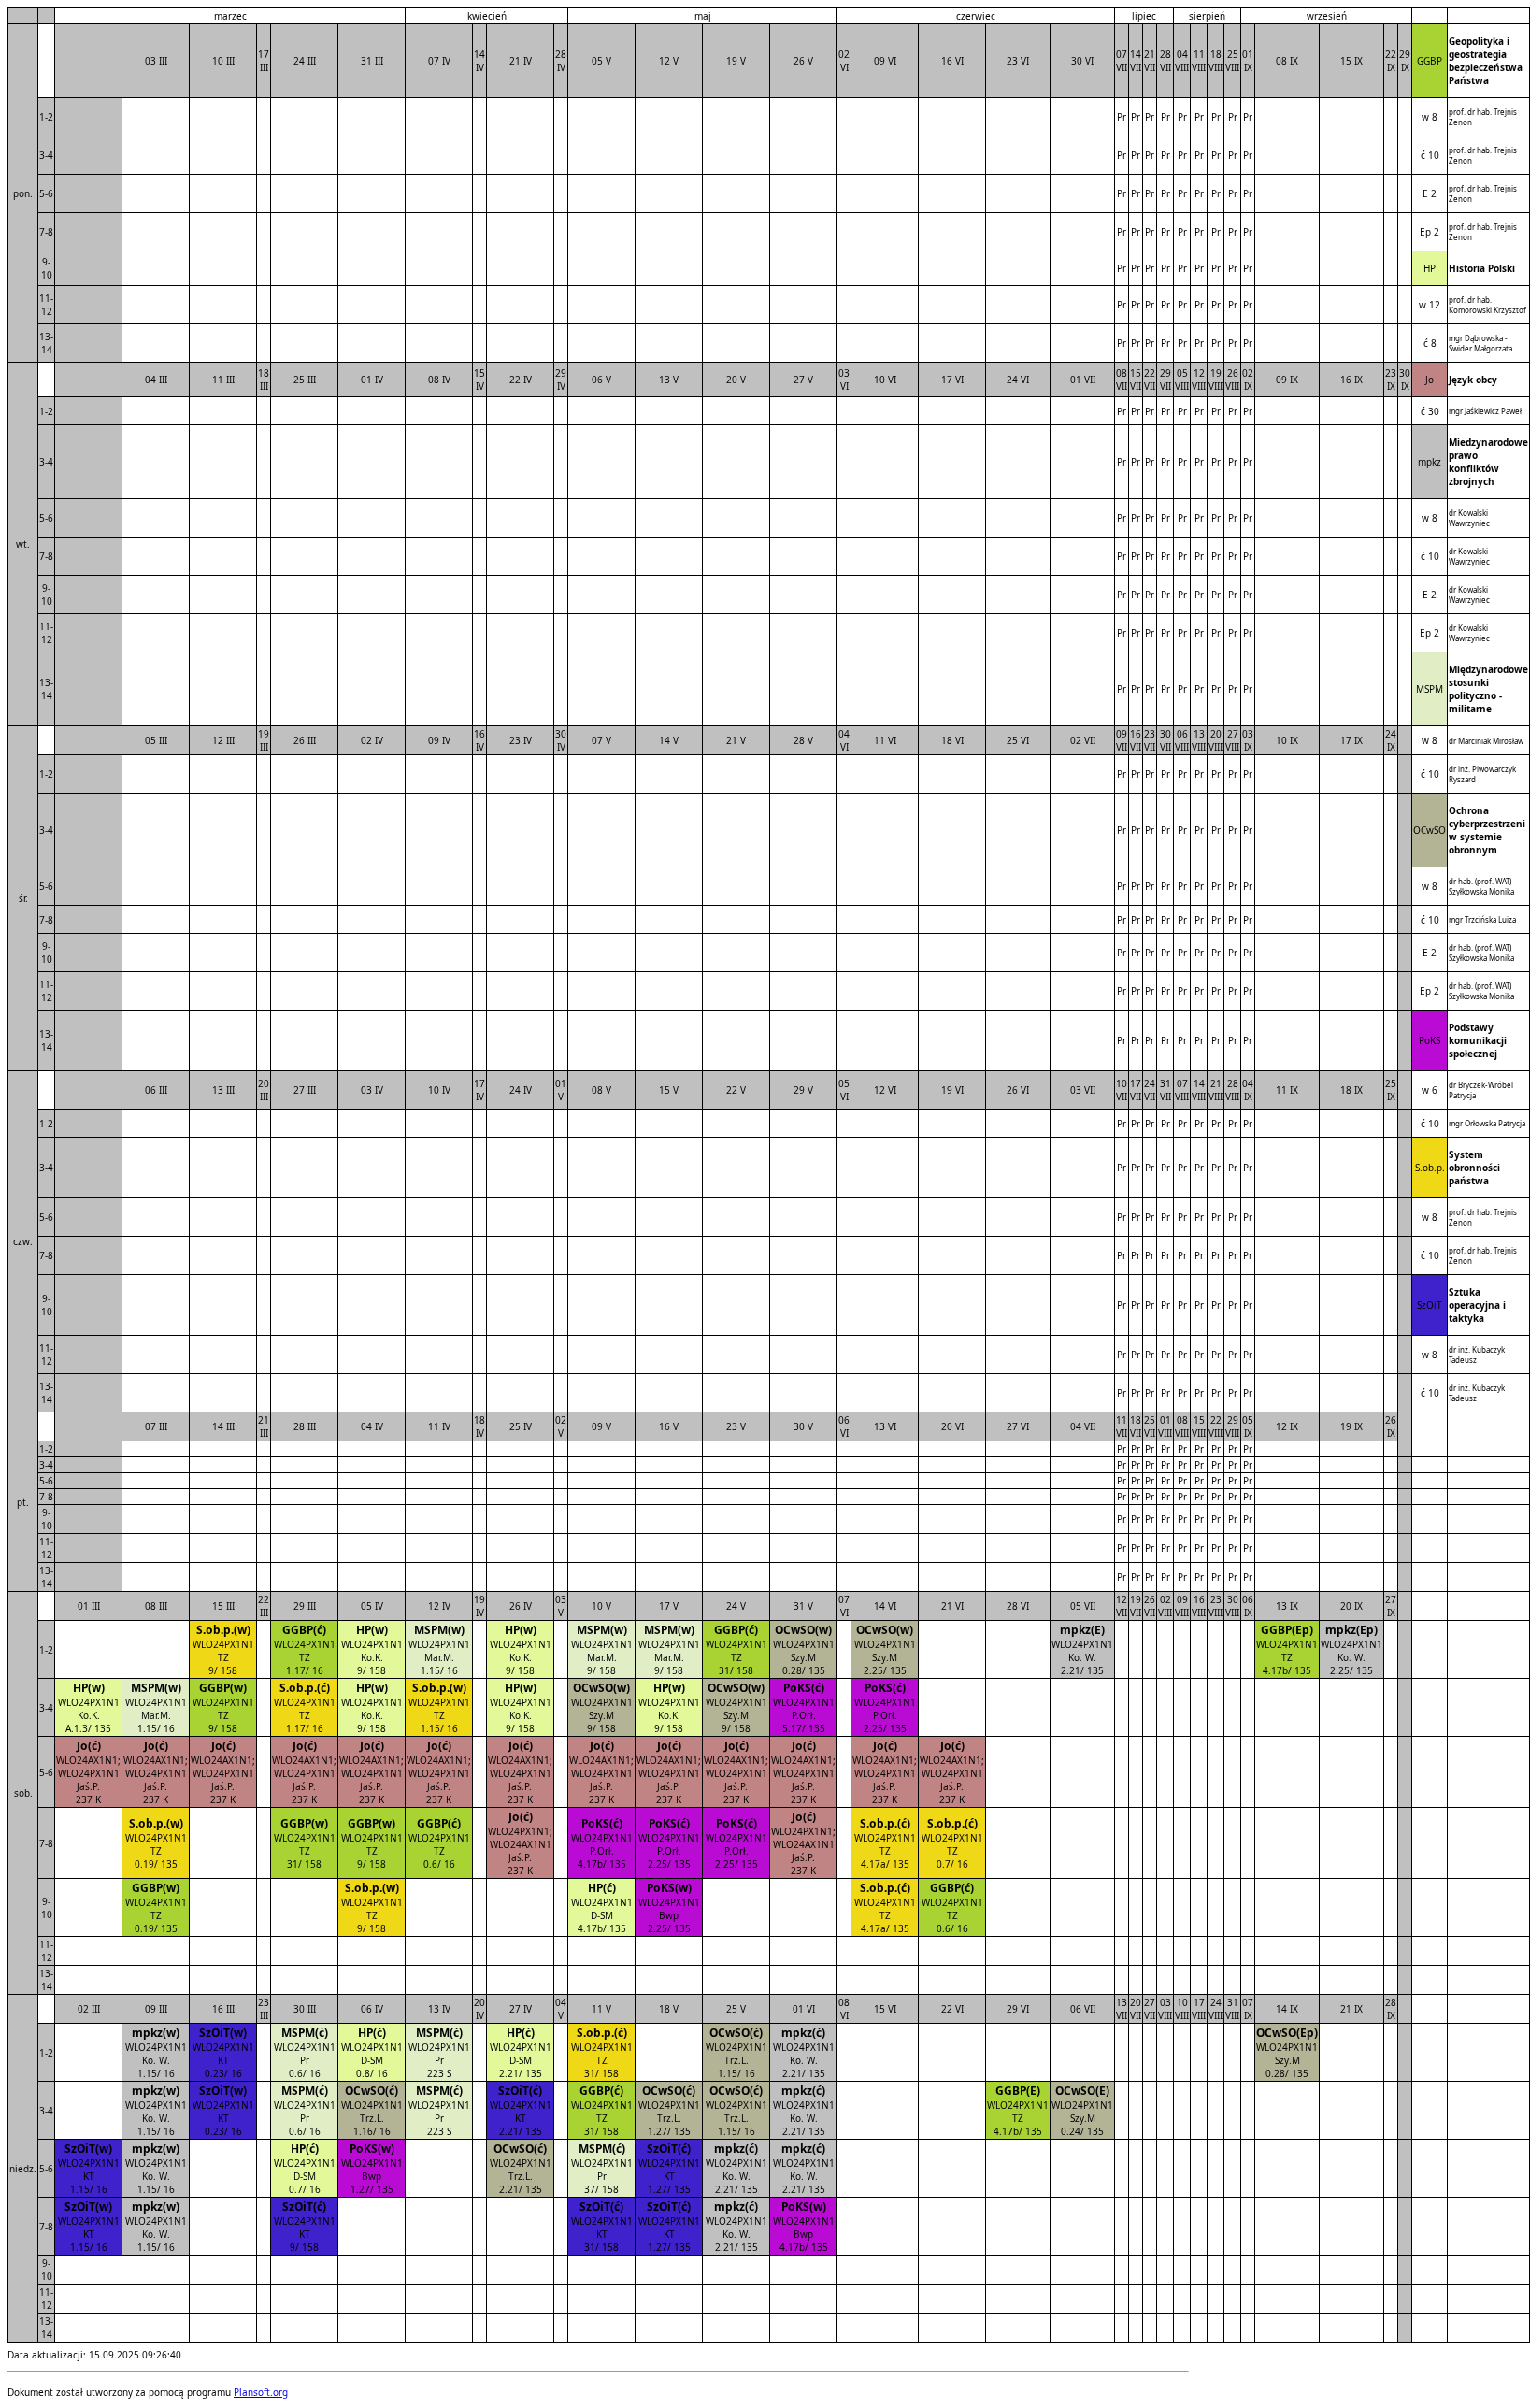 marzec kwiecień maj czerwiec lipiec sierpień wrzesień
pon.
03 III 10 III 17 III 24 III 31 III 07 IV 14 IV 21 IV 28 IV 05 V 12 V 19 V 26 V 02 VI 09 VI 16 VI 23 VI 30 VI 07 VII 14 VII 21 VII 28 VII 04 VIII 11 VIII 18 VIII 25 VIII 01 IX 08 IX 15 IX 22 IX 29 IX GGBP Geopolityka i geostrategia bezpieczeństwa Państwa
1-2 Pr Pr Pr Pr Pr Pr Pr Pr Pr w 8 prof. dr hab. Trejnis Zenon
3-4 Pr Pr Pr Pr Pr Pr Pr Pr Pr ć 10 prof. dr hab. Trejnis Zenon
5-6 Pr Pr Pr Pr Pr Pr Pr Pr Pr E 2 prof. dr hab. Trejnis Zenon
7-8 Pr Pr Pr Pr Pr Pr Pr Pr Pr Ep 2 prof. dr hab. Trejnis Zenon
9-10 Pr Pr Pr Pr Pr Pr Pr Pr Pr HP Historia Polski
11-12 Pr Pr Pr Pr Pr Pr Pr Pr Pr w 12 prof. dr hab. Komorowski Krzysztof
13-14 Pr Pr Pr Pr Pr Pr Pr Pr Pr ć 8 mgr Dąbrowska - Świder Małgorzata
wt.
04 III 11 III 18 III 25 III 01 IV 08 IV 15 IV 22 IV 29 IV 06 V 13 V 20 V 27 V 03 VI 10 VI 17 VI 24 VI 01 VII 08 VII 15 VII 22 VII 29 VII 05 VIII 12 VIII 19 VIII 26 VIII 02 IX 09 IX 16 IX 23 IX 30 IX Jo Język obcy
1-2 Pr Pr Pr Pr Pr Pr Pr Pr Pr ć 30 mgr Jaśkiewicz Paweł
3-4 Pr Pr Pr Pr Pr Pr Pr Pr Pr mpkz Miedzynarodowe prawo konfliktów zbrojnych
5-6 Pr Pr Pr Pr Pr Pr Pr Pr Pr w 8 dr Kowalski Wawrzyniec
7-8 Pr Pr Pr Pr Pr Pr Pr Pr Pr ć 10 dr Kowalski Wawrzyniec
9-10 Pr Pr Pr Pr Pr Pr Pr Pr Pr E 2 dr Kowalski Wawrzyniec
11-12 Pr Pr Pr Pr Pr Pr Pr Pr Pr Ep 2 dr Kowalski Wawrzyniec
13-14 Pr Pr Pr Pr Pr Pr Pr Pr Pr MSPM Międzynarodowe stosunki polityczno - militarne
śr.
05 III 12 III 19 III 26 III 02 IV 09 IV 16 IV 23 IV 30 IV 07 V 14 V 21 V 28 V 04 VI 11 VI 18 VI 25 VI 02 VII 09 VII 16 VII 23 VII 30 VII 06 VIII 13 VIII 20 VIII 27 VIII 03 IX 10 IX 17 IX 24 IX w 8 dr Marciniak Mirosław
1-2 Pr Pr Pr Pr Pr Pr Pr Pr Pr ć 10 dr inż. Piwowarczyk Ryszard
3-4 Pr Pr Pr Pr Pr Pr Pr Pr Pr OCwSO Ochrona cyberprzestrzeni w systemie obronnym
5-6 Pr Pr Pr Pr Pr Pr Pr Pr Pr w 8 dr hab. (prof. WAT) Szyłkowska Monika
7-8 Pr Pr Pr Pr Pr Pr Pr Pr Pr ć 10 mgr Trzcińska Luiza
9-10 Pr Pr Pr Pr Pr Pr Pr Pr Pr E 2 dr hab. (prof. WAT) Szyłkowska Monika
11-12 Pr Pr Pr Pr Pr Pr Pr Pr Pr Ep 2 dr hab. (prof. WAT) Szyłkowska Monika
13-14 Pr Pr Pr Pr Pr Pr Pr Pr Pr PoKS Podstawy komunikacji społecznej
czw.
06 III 13 III 20 III 27 III 03 IV 10 IV 17 IV 24 IV 01 V 08 V 15 V 22 V 29 V 05 VI 12 VI 19 VI 26 VI 03 VII 10 VII 17 VII 24 VII 31 VII 07 VIII 14 VIII 21 VIII 28 VIII 04 IX 11 IX 18 IX 25 IX w 6 dr Bryczek-Wróbel Patrycja
1-2 Pr Pr Pr Pr Pr Pr Pr Pr Pr ć 10 mgr Orłowska Patrycja
3-4 Pr Pr Pr Pr Pr Pr Pr Pr Pr S.ob.p. System obronności państwa
5-6 Pr Pr Pr Pr Pr Pr Pr Pr Pr w 8 prof. dr hab. Trejnis Zenon
7-8 Pr Pr Pr Pr Pr Pr Pr Pr Pr ć 10 prof. dr hab. Trejnis Zenon
9-10 Pr Pr Pr Pr Pr Pr Pr Pr Pr SzOiT Sztuka operacyjna i taktyka
11-12 Pr Pr Pr Pr Pr Pr Pr Pr Pr w 8 dr inż. Kubaczyk Tadeusz
13-14 Pr Pr Pr Pr Pr Pr Pr Pr Pr ć 10 dr inż. Kubaczyk Tadeusz
pt.
07 III 14 III 21 III 28 III 04 IV 11 IV 18 IV 25 IV 02 V 09 V 16 V 23 V 30 V 06 VI 13 VI 20 VI 27 VI 04 VII 11 VII 18 VII 25 VII 01 VIII 08 VIII 15 VIII 22 VIII 29 VIII 05 IX 12 IX 19 IX 26 IX
1-2 Pr Pr Pr Pr Pr Pr Pr Pr Pr
3-4 Pr Pr Pr Pr Pr Pr Pr Pr Pr
5-6 Pr Pr Pr Pr Pr Pr Pr Pr Pr
7-8 Pr Pr Pr Pr Pr Pr Pr Pr Pr
9-10 Pr Pr Pr Pr Pr Pr Pr Pr Pr
11-12 Pr Pr Pr Pr Pr Pr Pr Pr Pr
13-14 Pr Pr Pr Pr Pr Pr Pr Pr Pr
sob.
01 III 08 III 15 III 22 III 29 III 05 IV 12 IV 19 IV 26 IV 03 V 10 V 17 V 24 V 31 V 07 VI 14 VI 21 VI 28 VI 05 VII 12 VII 19 VII 26 VII 02 VIII 09 VIII 16 VIII 23 VIII 30 VIII 06 IX 13 IX 20 IX 27 IX
1-2
S.ob.p.(w) GGBP(ć) HP(w) MSPM(w) HP(w) MSPM(w) MSPM(w) GGBP(ć) OCwSO(w) OCwSO(w) mpkz(E) GGBP(Ep) mpkz(Ep)
WLO24PX1N1 WLO24PX1N1 WLO24PX1N1 WLO24PX1N1 WLO24PX1N1 WLO24PX1N1 WLO24PX1N1 WLO24PX1N1 WLO24PX1N1 WLO24PX1N1 WLO24PX1N1 WLO24PX1N1 WLO24PX1N1
TZ TZ Ko.K. Mar.M. Ko.K. Mar.M. Mar.M. TZ Szy.M Szy.M Ko. W. TZ Ko. W.
9/ 158 1.17/ 16 9/ 158 1.15/ 16 9/ 158 9/ 158 9/ 158 31/ 158 0.28/ 135 2.25/ 135 2.21/ 135 4.17b/ 135 2.25/ 135
3-4
HP(w) MSPM(w) GGBP(w) S.ob.p.(ć) HP(w) S.ob.p.(w) HP(w) OCwSO(w) HP(w) OCwSO(w) PoKS(ć) PoKS(ć)
WLO24PX1N1 WLO24PX1N1 WLO24PX1N1 WLO24PX1N1 WLO24PX1N1 WLO24PX1N1 WLO24PX1N1 WLO24PX1N1 WLO24PX1N1 WLO24PX1N1 WLO24PX1N1 WLO24PX1N1
Ko.K. Mar.M. TZ TZ Ko.K. TZ Ko.K. Szy.M Ko.K. Szy.M P.Orł. P.Orł.
A.1.3/ 135 1.15/ 16 9/ 158 1.17/ 16 9/ 158 1.15/ 16 9/ 158 9/ 158 9/ 158 9/ 158 5.17/ 135 2.25/ 135
5-6
Jo(ć) Jo(ć) Jo(ć) Jo(ć) Jo(ć) Jo(ć) Jo(ć) Jo(ć) Jo(ć) Jo(ć) Jo(ć) Jo(ć) Jo(ć)
WLO24AX1N1; WLO24AX1N1; WLO24AX1N1; WLO24AX1N1; WLO24AX1N1; WLO24AX1N1; WLO24AX1N1; WLO24AX1N1; WLO24AX1N1; WLO24AX1N1; WLO24AX1N1; WLO24AX1N1; WLO24AX1N1;
WLO24PX1N1 WLO24PX1N1 WLO24PX1N1 WLO24PX1N1 WLO24PX1N1 WLO24PX1N1 WLO24PX1N1 WLO24PX1N1 WLO24PX1N1 WLO24PX1N1 WLO24PX1N1 WLO24PX1N1 WLO24PX1N1
Jaś.P. Jaś.P. Jaś.P. Jaś.P. Jaś.P. Jaś.P. Jaś.P. Jaś.P. Jaś.P. Jaś.P. Jaś.P. Jaś.P. Jaś.P.
237 K 237 K 237 K 237 K 237 K 237 K 237 K 237 K 237 K 237 K 237 K 237 K 237 K
7-8
S.ob.p.(w) GGBP(w) GGBP(w) GGBP(ć) Jo(ć) PoKS(ć) PoKS(ć) PoKS(ć) Jo(ć) S.ob.p.(ć) S.ob.p.(ć)
WLO24PX1N1 WLO24PX1N1 WLO24PX1N1 WLO24PX1N1 WLO24PX1N1; WLO24AX1N1 WLO24PX1N1 WLO24PX1N1 WLO24PX1N1 WLO24PX1N1; WLO24AX1N1 WLO24PX1N1 WLO24PX1N1
TZ TZ TZ TZ Jaś.P. P.Orł. P.Orł. P.Orł. Jaś.P. TZ TZ
0.19/ 135 31/ 158 9/ 158 0.6/ 16 237 K 4.17b/ 135 2.25/ 135 2.25/ 135 237 K 4.17a/ 135 0.7/ 16
9-10
GGBP(w) S.ob.p.(w) HP(ć) PoKS(w) S.ob.p.(ć) GGBP(ć)
WLO24PX1N1 WLO24PX1N1 WLO24PX1N1 WLO24PX1N1 WLO24PX1N1 WLO24PX1N1
TZ TZ D-SM Bwp TZ TZ
0.19/ 135 9/ 158 4.17b/ 135 2.25/ 135 4.17a/ 135 0.6/ 16
11-12
13-14
niedz.
02 III 09 III 16 III 23 III 30 III 06 IV 13 IV 20 IV 27 IV 04 V 11 V 18 V 25 V 01 VI 08 VI 15 VI 22 VI 29 VI 06 VII 13 VII 20 VII 27 VII 03 VIII 10 VIII 17 VIII 24 VIII 31 VIII 07 IX 14 IX 21 IX 28 IX
1-2
mpkz(w) SzOiT(w) MSPM(ć) HP(ć) MSPM(ć) HP(ć) S.ob.p.(ć) OCwSO(ć) mpkz(ć) OCwSO(Ep)
WLO24PX1N1 WLO24PX1N1 WLO24PX1N1 WLO24PX1N1 WLO24PX1N1 WLO24PX1N1 WLO24PX1N1 WLO24PX1N1 WLO24PX1N1 WLO24PX1N1
Ko. W. KT Pr D-SM Pr D-SM TZ Trz.L. Ko. W. Szy.M
1.15/ 16 0.23/ 16 0.6/ 16 0.8/ 16 223 S 2.21/ 135 31/ 158 1.15/ 16 2.21/ 135 0.28/ 135
3-4
mpkz(w) SzOiT(w) MSPM(ć) OCwSO(ć) MSPM(ć) SzOiT(ć) GGBP(ć) OCwSO(ć) OCwSO(ć) mpkz(ć) GGBP(E) OCwSO(E)
WLO24PX1N1 WLO24PX1N1 WLO24PX1N1 WLO24PX1N1 WLO24PX1N1 WLO24PX1N1 WLO24PX1N1 WLO24PX1N1 WLO24PX1N1 WLO24PX1N1 WLO24PX1N1 WLO24PX1N1
Ko. W. KT Pr Trz.L. Pr KT TZ Trz.L. Trz.L. Ko. W. TZ Szy.M
1.15/ 16 0.23/ 16 0.6/ 16 1.16/ 16 223 S 2.21/ 135 31/ 158 1.27/ 135 1.15/ 16 2.21/ 135 4.17b/ 135 0.24/ 135
5-6
SzOiT(w) mpkz(w) HP(ć) PoKS(w) OCwSO(ć) MSPM(ć) SzOiT(ć) mpkz(ć) mpkz(ć)
WLO24PX1N1 WLO24PX1N1 WLO24PX1N1 WLO24PX1N1 WLO24PX1N1 WLO24PX1N1 WLO24PX1N1 WLO24PX1N1 WLO24PX1N1
KT Ko. W. D-SM Bwp Trz.L. Pr KT Ko. W. Ko. W.
1.15/ 16 1.15/ 16 0.7/ 16 1.27/ 135 2.21/ 135 37/ 158 1.27/ 135 2.21/ 135 2.21/ 135
7-8
SzOiT(w) mpkz(w) SzOiT(ć) SzOiT(ć) SzOiT(ć) mpkz(ć) PoKS(w)
WLO24PX1N1 WLO24PX1N1 WLO24PX1N1 WLO24PX1N1 WLO24PX1N1 WLO24PX1N1 WLO24PX1N1
KT Ko. W. KT KT KT Ko. W. Bwp
1.15/ 16 1.15/ 16 9/ 158 31/ 158 1.27/ 135 2.21/ 135 4.17b/ 135
9-10
11-12
13-14
Data aktualizacji: 15.09.2025 09:26:40
Dokument został utworzony za pomocą programu Plansoft.org